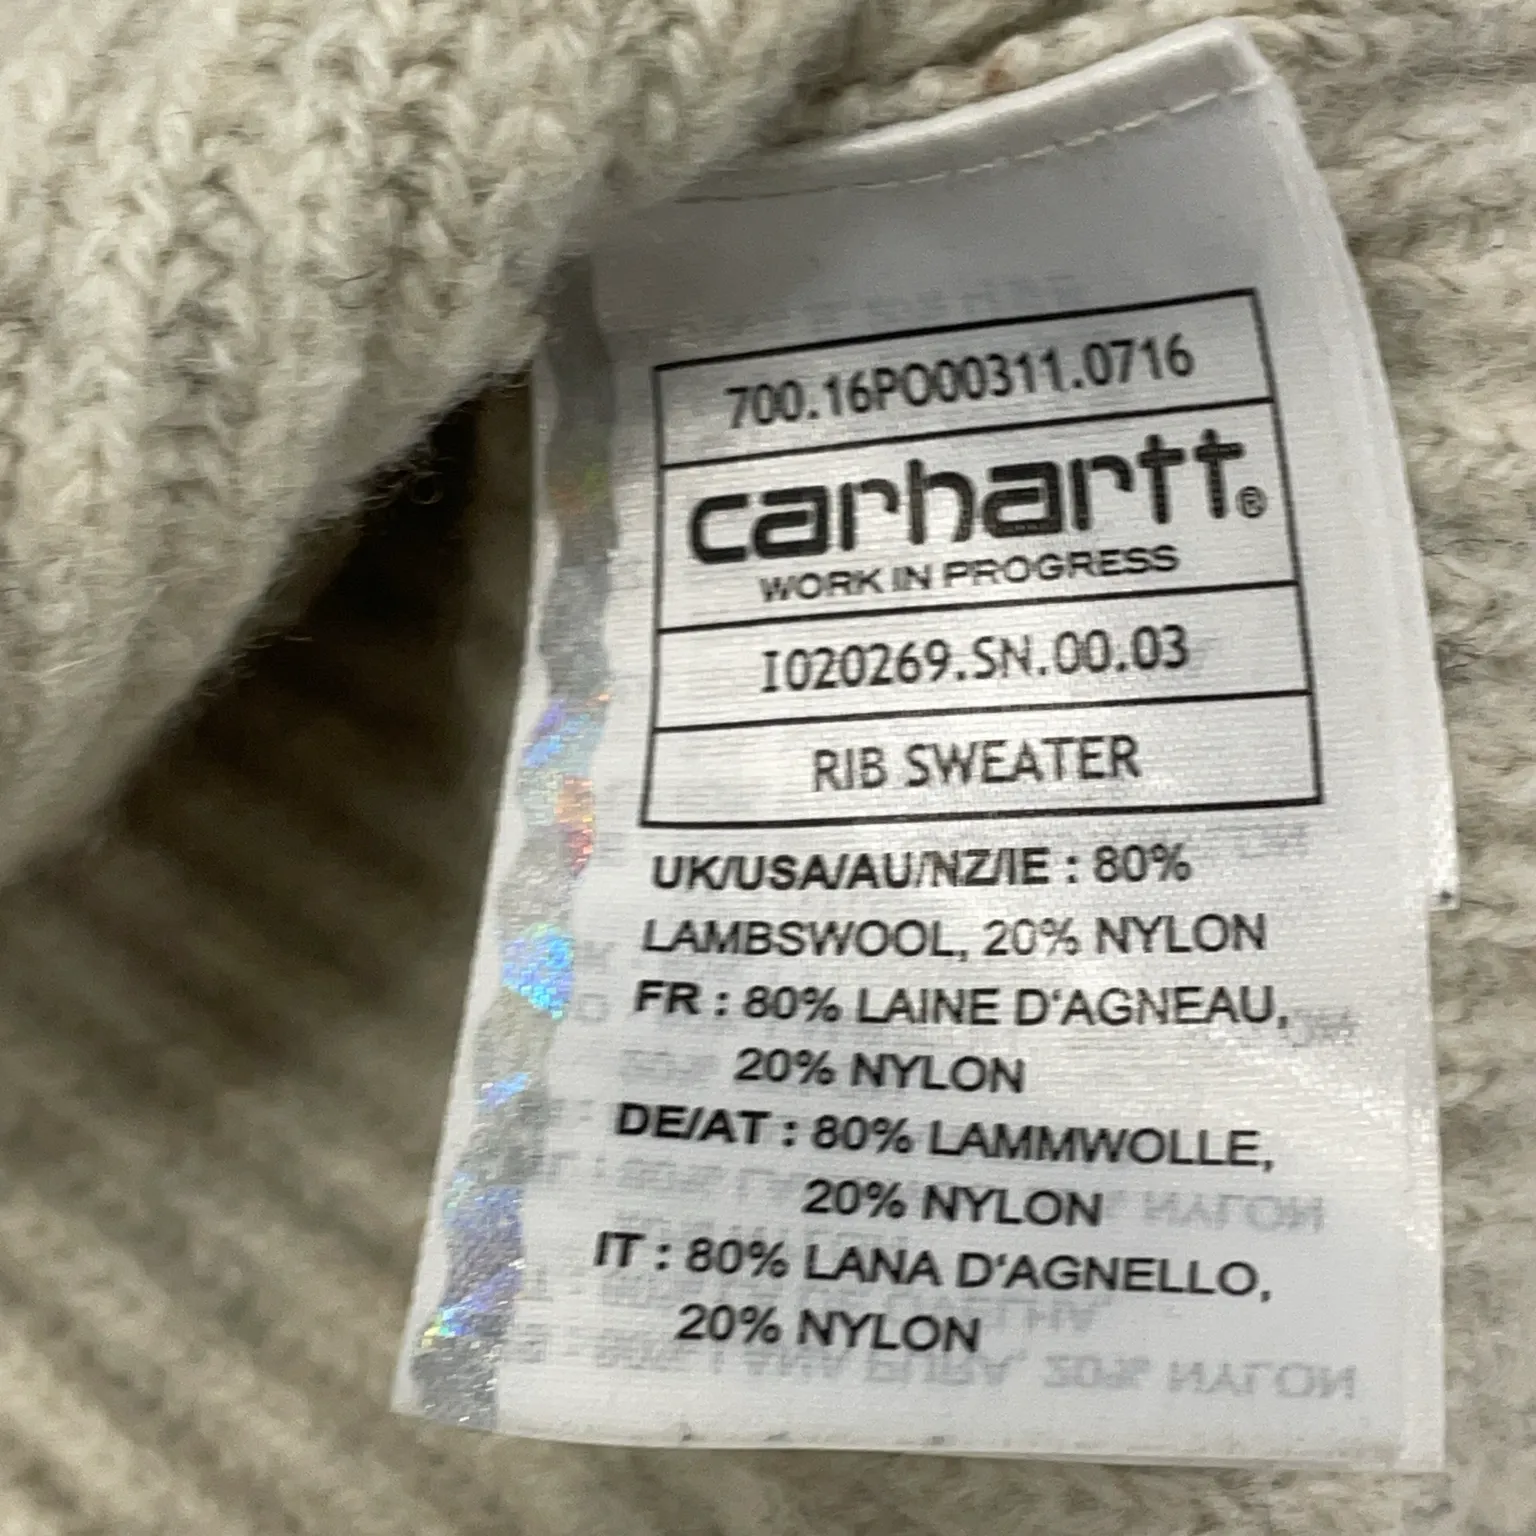 700.16PO00311.0716
carhartt®
WORK IN PROGRESS
I020269.SN.00.03
RIB SWEATER
UK/USA/AU/NZ/IE : 80%
LAMBSWOOL, 20% NYLON
FR : 80% LAINE D'AGNEAU,
20% NYLON
DE/AT : 80% LAMMWOLLE,
20% NYLON
IT : 80% LANA D'AGNELLO,
20% NYLON